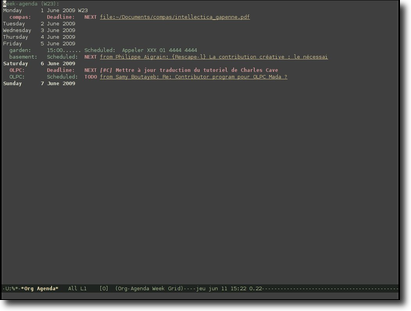 Week-agenda (W23):
Monday 1 June 2009 W23
compas: Deadline: NEXT file:~/Documents/compas/intellectica_gapenne.pdf
Tuesday 2 June 2009
Wednesday 3 June 2009
Thursday 4 June 2009
Friday 5 June 2009
garden: 15:00...... Scheduled: Appeler XXX 01 4444 4444
basement: Scheduled: NEXT from Philippe Aigrain: (Mescape-l) La contribution créative : le nécessai
Saturday 6 June 2009
OLPC: Deadline: NEXT Mettre à jour traduction du tutoriel de Charles Cave
OLPC: Scheduled: TODO from Samy Boutayeb: Re: Contributor program pour OLPC Mada ?
Sunday 7 June 2009
-U:%*- *Org Agenda* All L1 (Org-Agenda Week Grid)----jeu jun 11 15:22 0.22